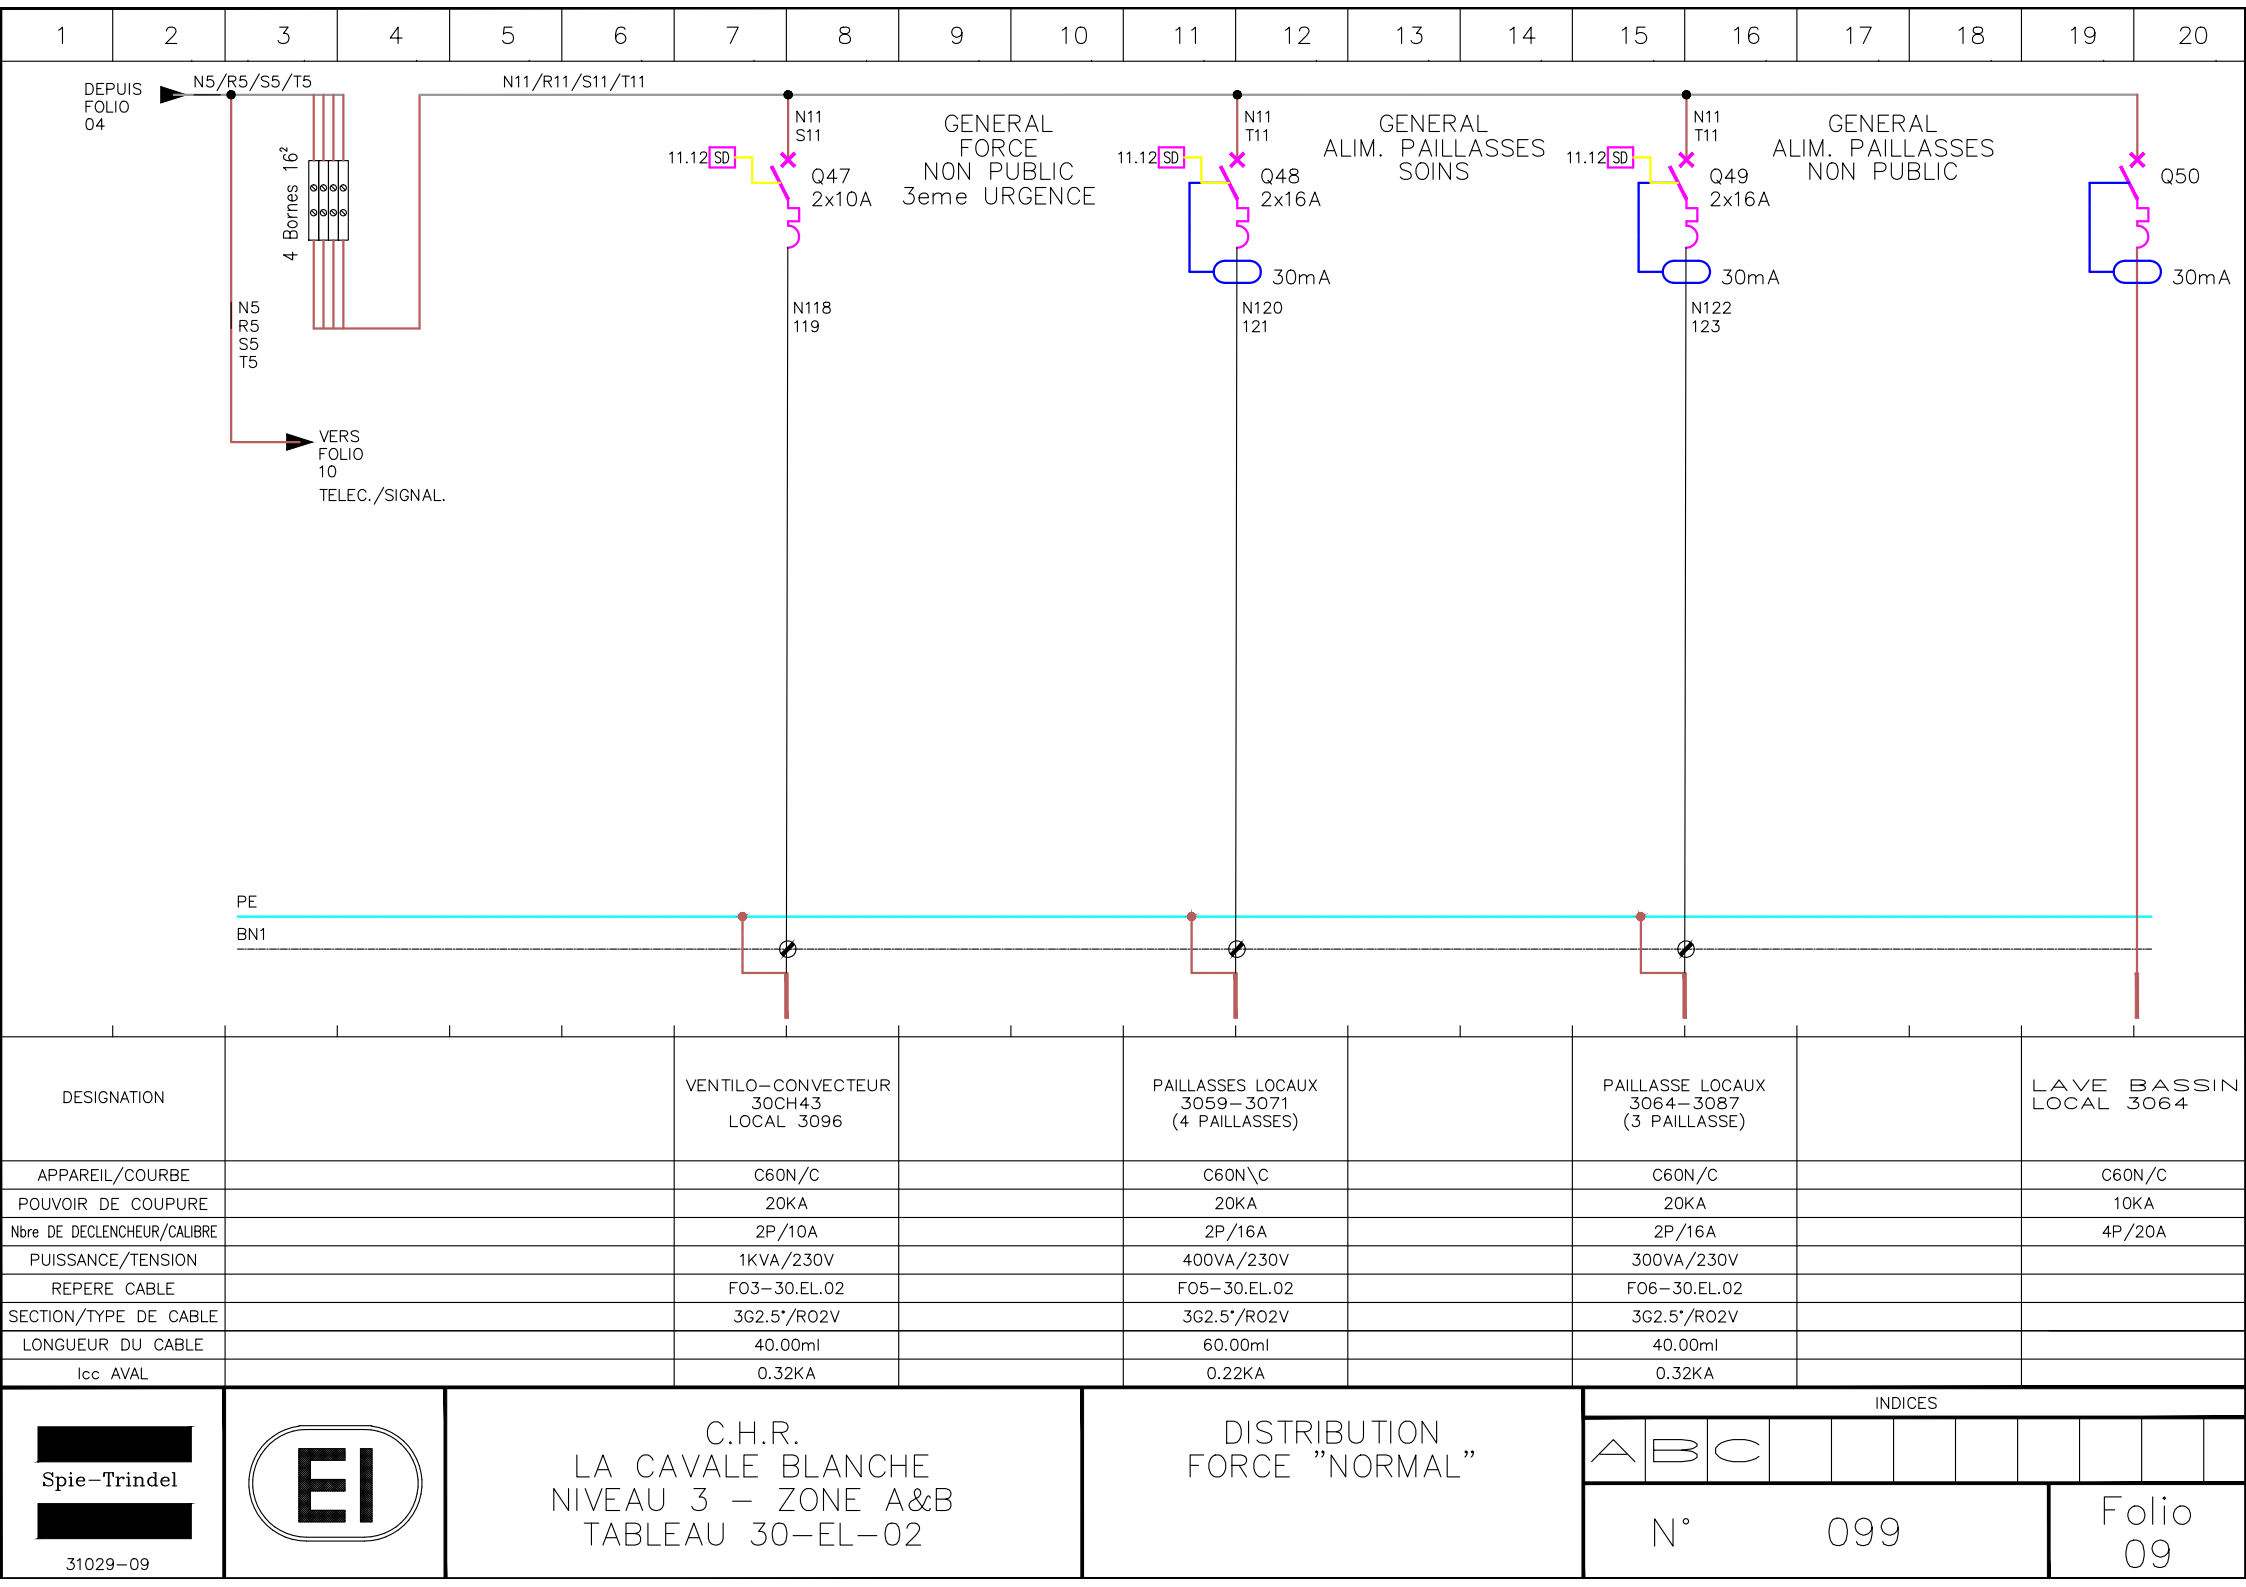 1 2 3 4 5 6 7 8 9 10 11 12 13 14 15 16 17 18 19 20
DEPUIS
FOLIO
04
N5/R5/S5/T5
N11/R11/S11/T11
4 Bornes 16²
N5
R5
S5
T5
VERS
FOLIO
10
TELEC./SIGNAL.
N11
S11
11.12 SD
Q47
2x10A
N118
119
GENERAL
FORCE
NON PUBLIC
3eme URGENCE
N11
T11
11.12 SD
Q48
2x16A
30mA
N120
121
GENERAL
ALIM. PAILLASSES
SOINS
N11
T11
11.12 SD
Q49
2x16A
30mA
N122
123
GENERAL
ALIM. PAILLASSES
NON PUBLIC
Q50
30mA
PE
BN1
DESIGNATION
VENTILO-CONVECTEUR
30CH43
LOCAL 3096
PAILLASSES LOCAUX
3059-3071
(4 PAILLASSES)
PAILLASSE LOCAUX
3064-3087
(3 PAILLASSE)
LAVE BASSIN
LOCAL 3064
APPAREIL/COURBE C60N/C C60N\C C60N/C C60N/C
POUVOIR DE COUPURE 20KA 20KA 20KA 10KA
Nbre DE DECLENCHEUR/CALIBRE 2P/10A 2P/16A 2P/16A 4P/20A
PUISSANCE/TENSION 1KVA/230V 400VA/230V 300VA/230V
REPERE CABLE FO3-30.EL.02 FO5-30.EL.02 FO6-30.EL.02
SECTION/TYPE DE CABLE 3G2.5°/RO2V 3G2.5°/RO2V 3G2.5°/RO2V
LONGUEUR DU CABLE 40.00ml 60.00ml 40.00ml
Icc AVAL 0.32KA 0.22KA 0.32KA
Spie-Trindel
31029-09
EI
C.H.R.
LA CAVALE BLANCHE
NIVEAU 3 - ZONE A&B
TABLEAU 30-EL-02
DISTRIBUTION
FORCE "NORMAL"
INDICES
A B C
N° 099
Folio
09